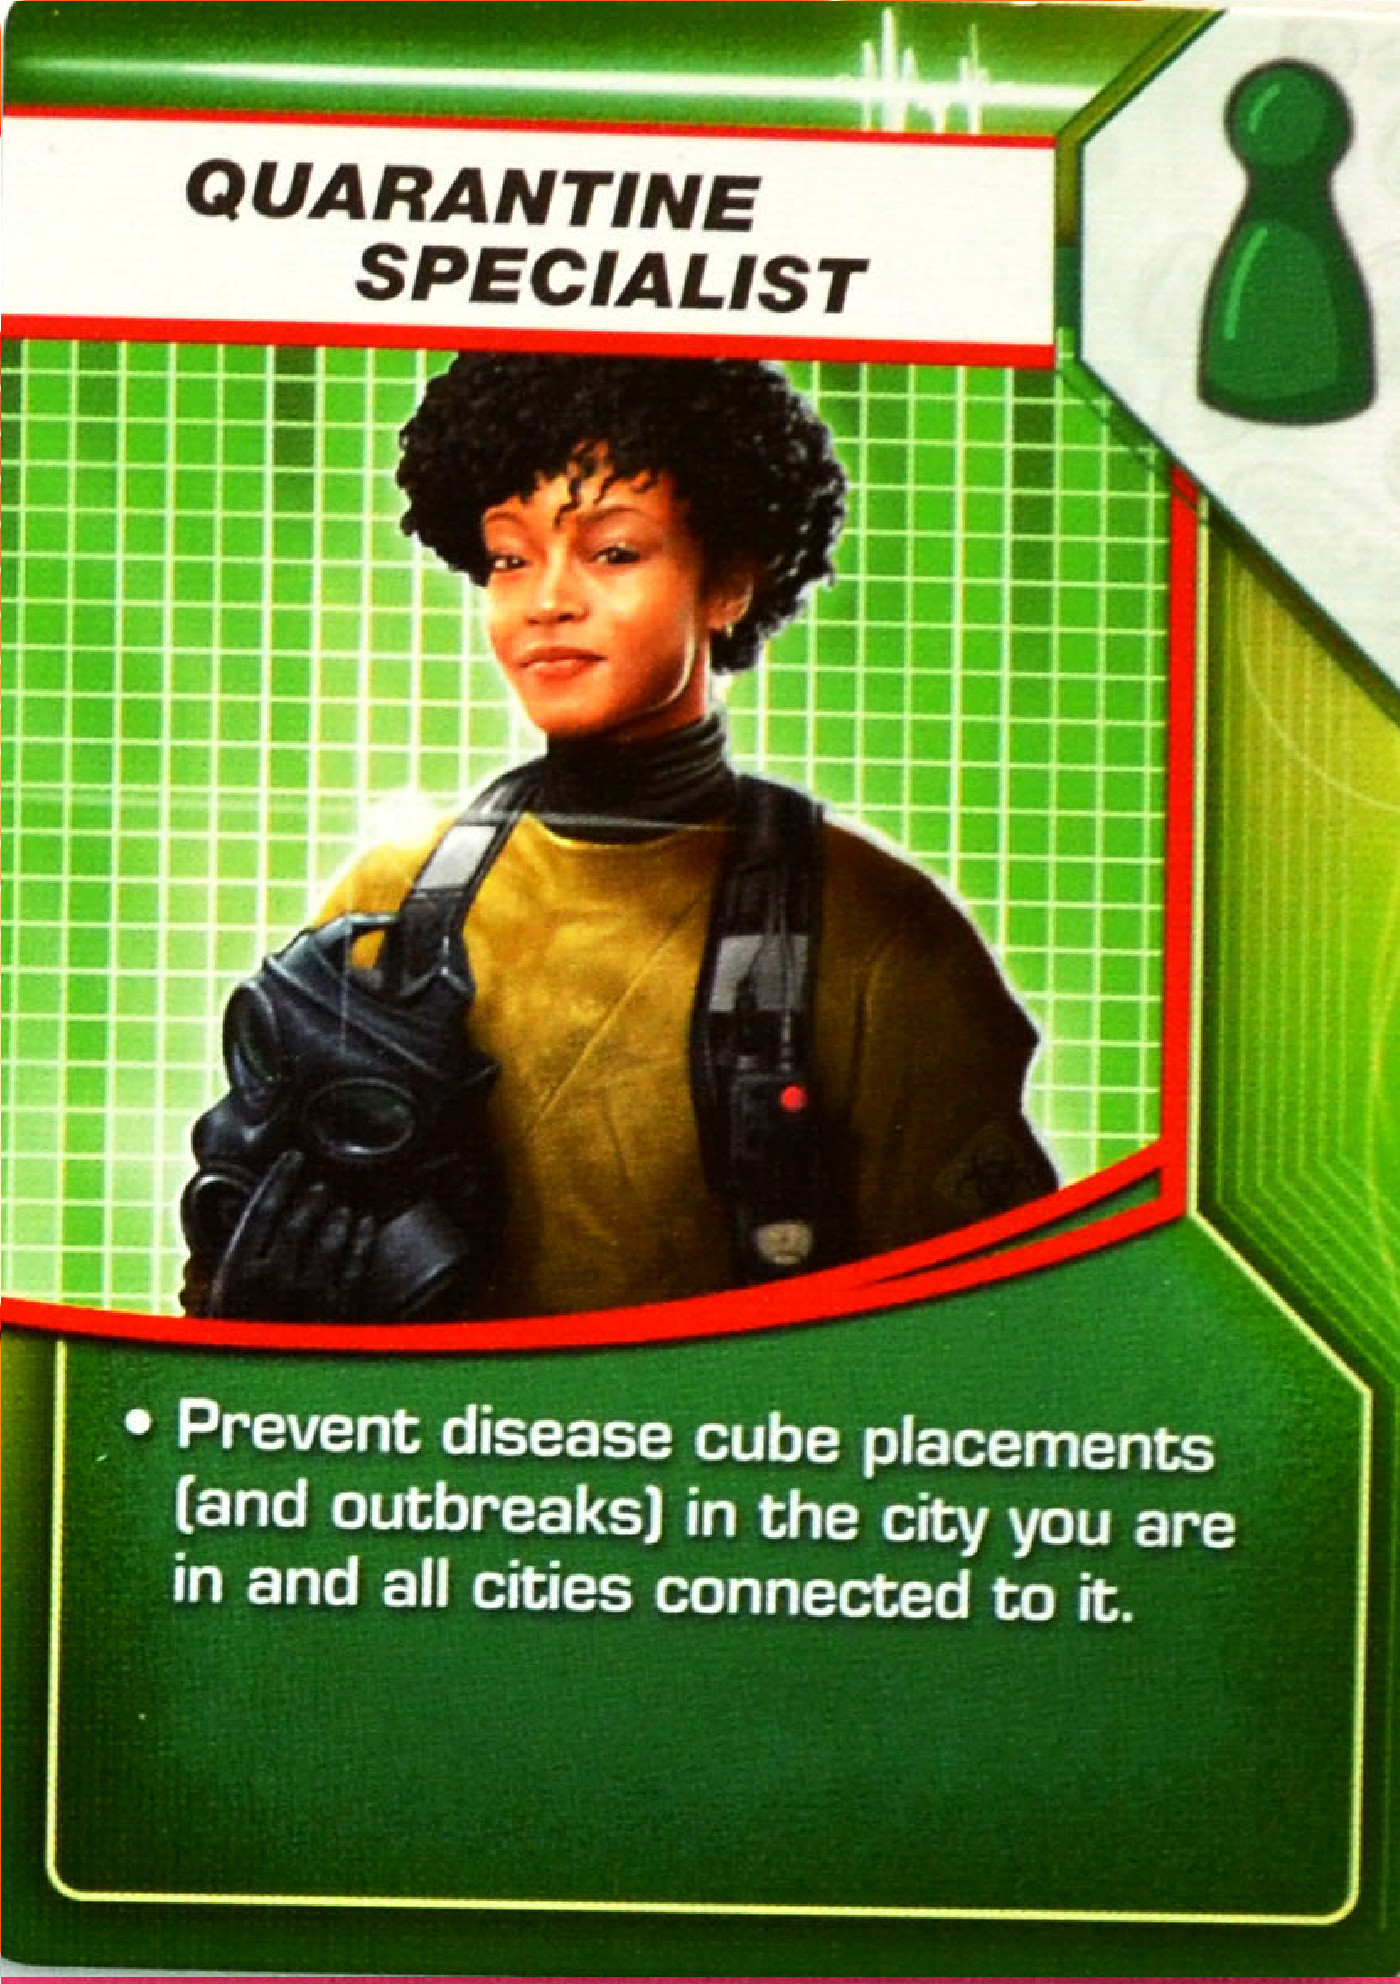 QUARANTINE
SPECIALIST
• Prevent disease cube placements
(and outbreaks) in the city you are
in and all cities connected to it.